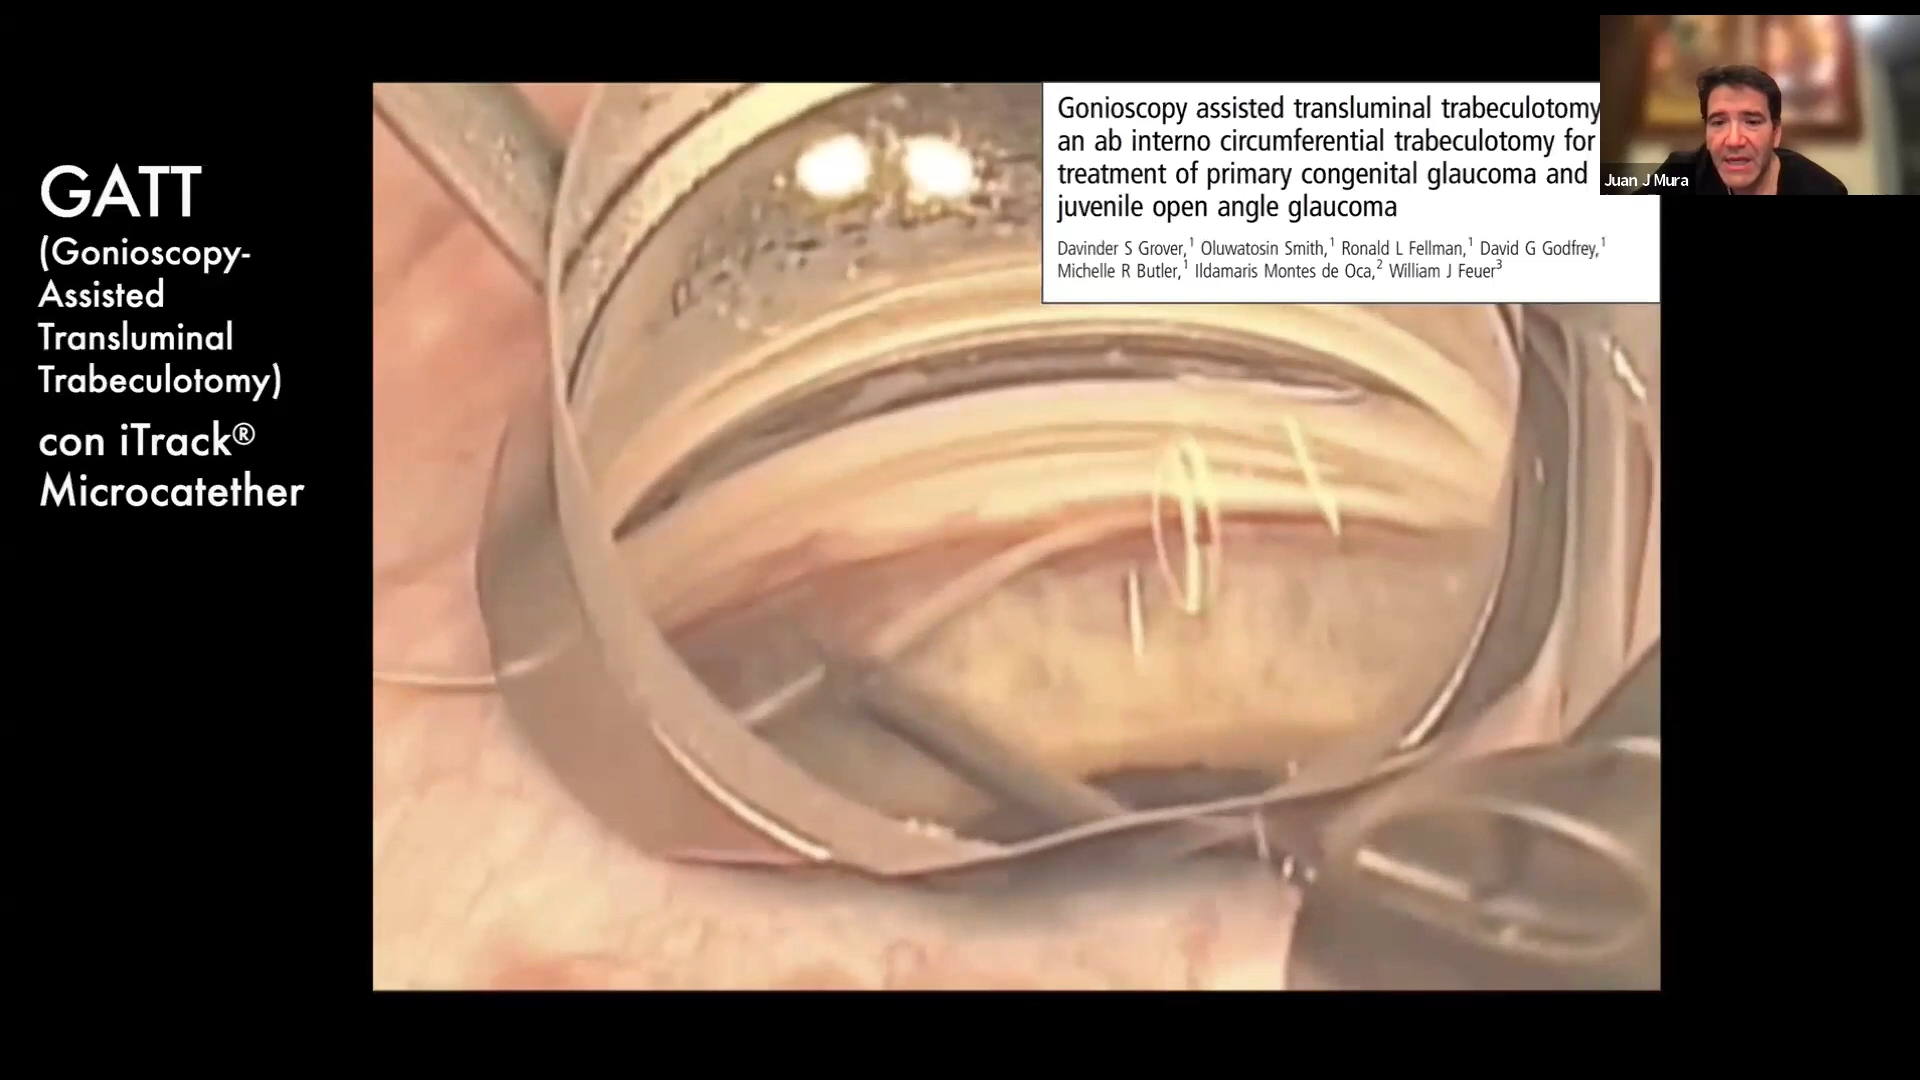 GATT
(Gonioscopy-
Assisted
Transluminal
Trabeculotomy)
con iTrack®
Microcatether
Gonioscopy assisted transluminal trabeculotomy
an ab interno circumferential trabeculotomy for
treatment of primary congenital glaucoma and
juvenile open angle glaucoma
Davinder S Grover,¹ Oluwatosin Smith,¹ Ronald L Fellman,¹ David G Godfrey,¹
Michelle R Butler,¹ Ildamaris Montes de Oca,² William J Feuer³
Juan J Mura